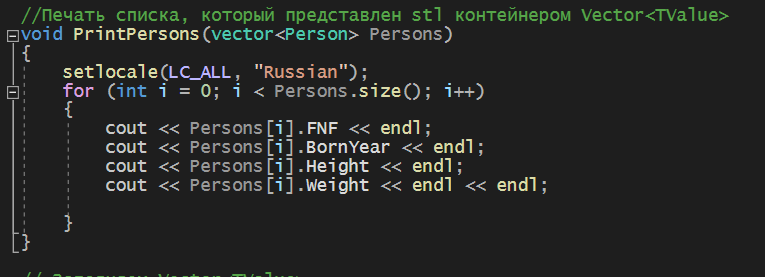 //Печать списка, который представлен stl контейнером Vector<TValue>
void PrintPersons(vector<Person> Persons)
{
    setlocale(LC_ALL, "Russian");
    for (int i = 0; i < Persons.size(); i++)
    {
        cout << Persons[i].FNF << endl;
        cout << Persons[i].BornYear << endl;
        cout << Persons[i].Height << endl;
        cout << Persons[i].Weight << endl << endl;
    }
}